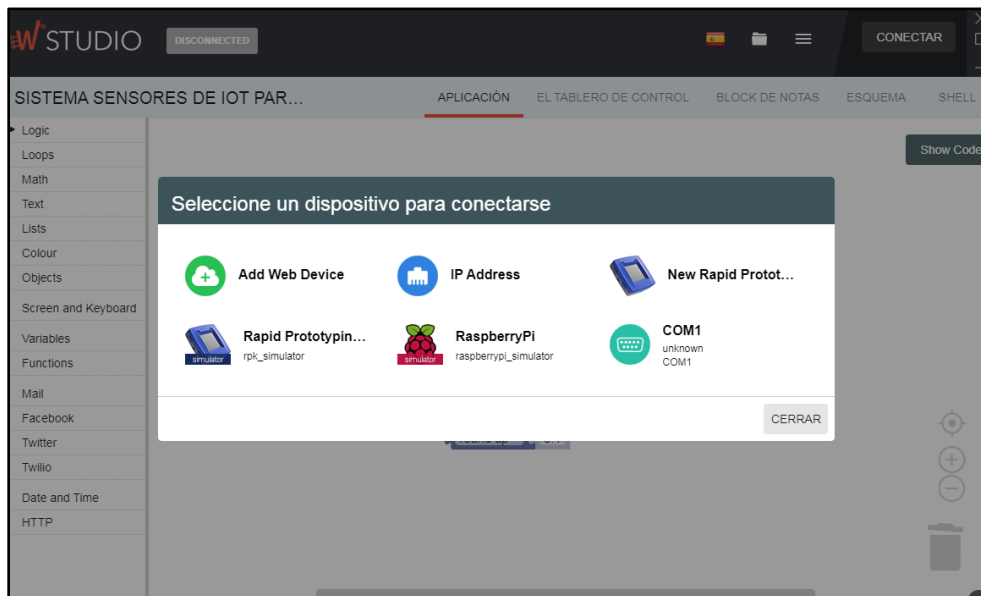 W STUDIO
DISCONNECTED
CONECTAR
SISTEMA SENSORES DE IOT PAR...
APLICACIÓN
EL TABLERO DE CONTROL
BLOCK DE NOTAS
ESQUEMA
SHELL
Logic
Loops
Math
Text
Lists
Colour
Objects
Screen and Keyboard
Variables
Functions
Mail
Facebook
Twitter
Twilio
Date and Time
HTTP
Show Code
Seleccione un dispositivo para conectarse
Add Web Device
IP Address
New Rapid Protot...
Rapid Prototypin...
rpk_simulator
simulator
RaspberryPi
raspberrypi_simulator
simulator
COM1
unknown
COM1
CERRAR